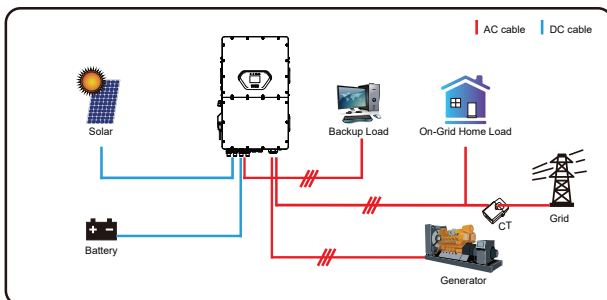 AC cable
DC cable
Solar
Backup Load
On-Grid Home Load
CT
Grid
Battery
Generator